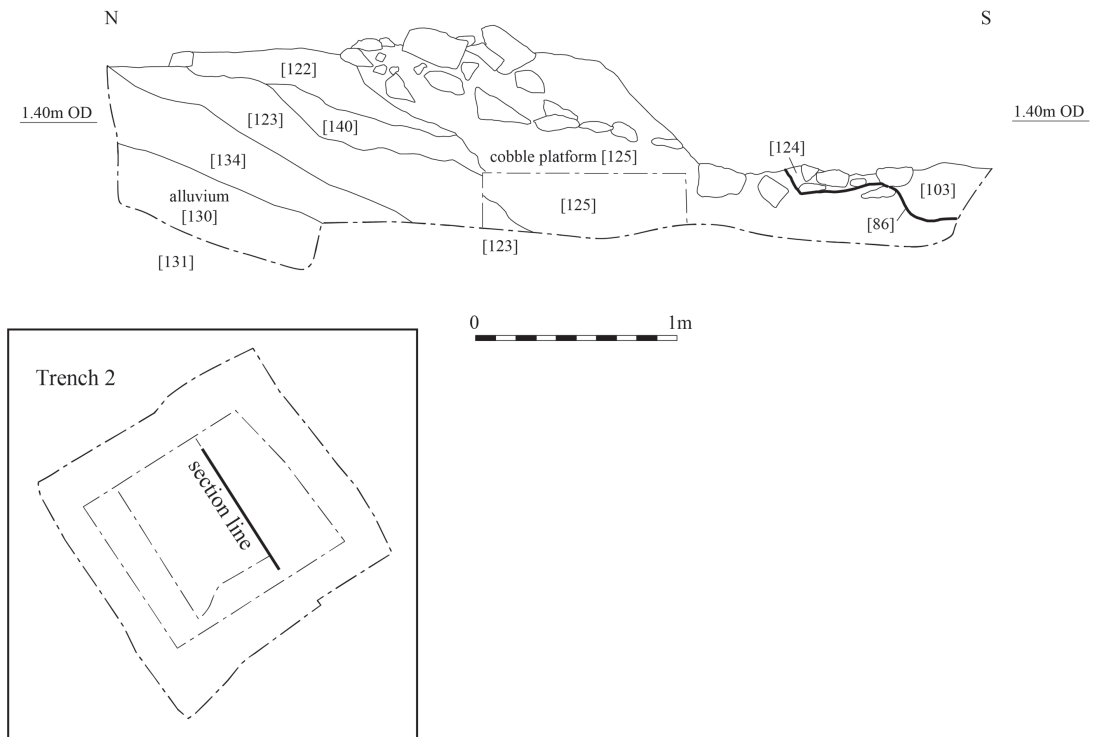 N
S
[122]
1.40m OD
1.40m OD
[123]
[140]
[124]
cobble platform [125]
[134]
[103]
alluvium
[130]
[125]
[86]
[123]
[131]
0
1m
Trench 2
section line